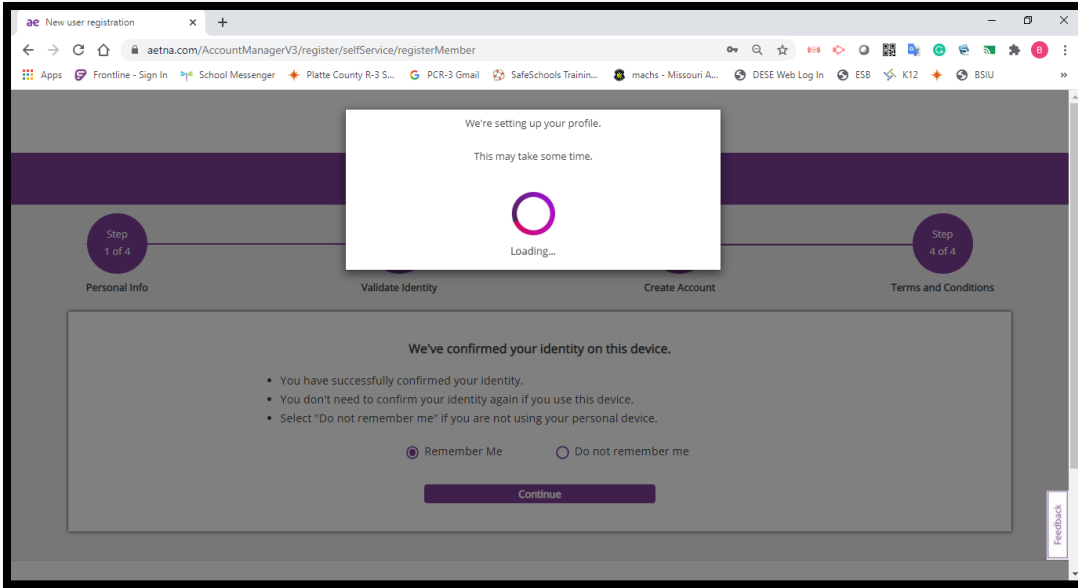 ae New user registration
aetna.com/AccountManagerV3/register/selfService/registerMember
B
Apps Frontline - Sign In School Messenger Platte County R-3 S... PCR-3 Gmail SafeSchools Trainin... machs - Missouri A... DESE Web Log In ESB K12 BSIU »
We're setting up your profile.
This may take some time.
Loading...
Step
1 of 4
Step
4 of 4
Personal Info Validate Identity Create Account Terms and Conditions
We've confirmed your identity on this device.
• You have successfully confirmed your identity.
• You don't need to confirm your identity again if you use this device.
• Select "Do not remember me" if you are not using your personal device.
Remember Me Do not remember me
Continue
Feedback